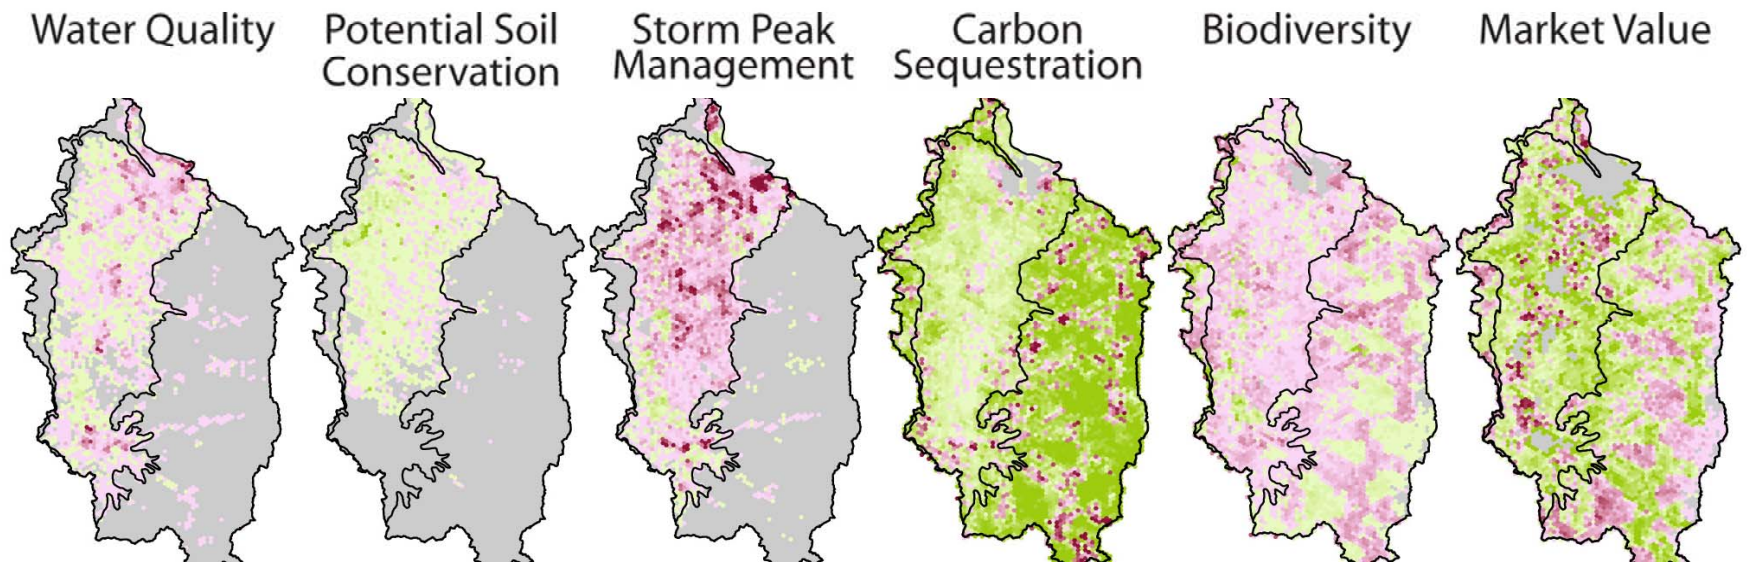 Water Quality
Potential Soil
Conservation
Storm Peak
Management
Carbon
Sequestration
Biodiversity
Market Value